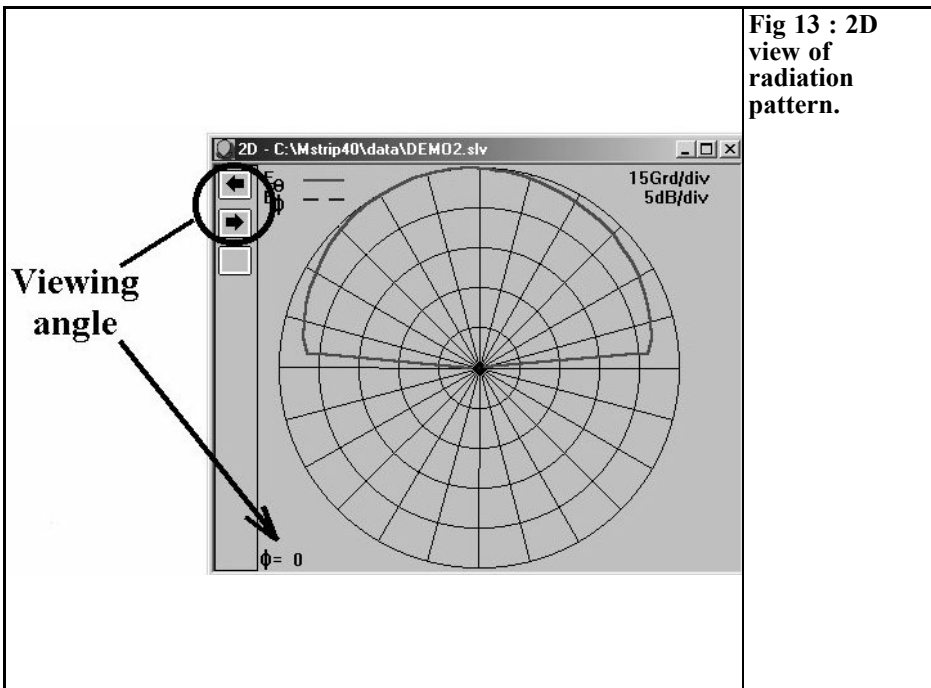 Fig 13 : 2D
view of
radiation
pattern.
2D - C:\Mstrip40\data\DEMO2.slv
Eθ
15Grd/div
ϕ
5dB/div
Viewing
angle
ϕ= 0